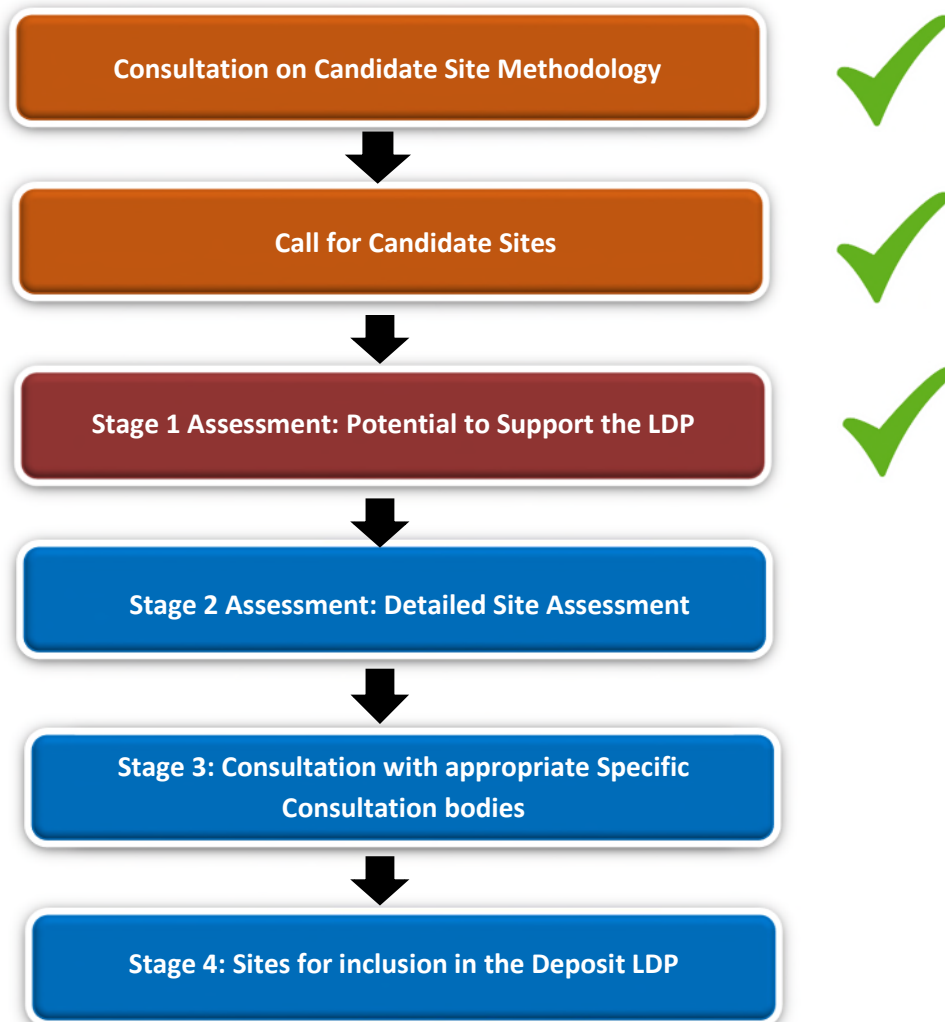 Consultation on Candidate Site Methodology
Call for Candidate Sites
Stage 1 Assessment: Potential to Support the LDP
Stage 2 Assessment: Detailed Site Assessment
Stage 3: Consultation with appropriate Specific
Consultation bodies
Stage 4: Sites for inclusion in the Deposit LDP